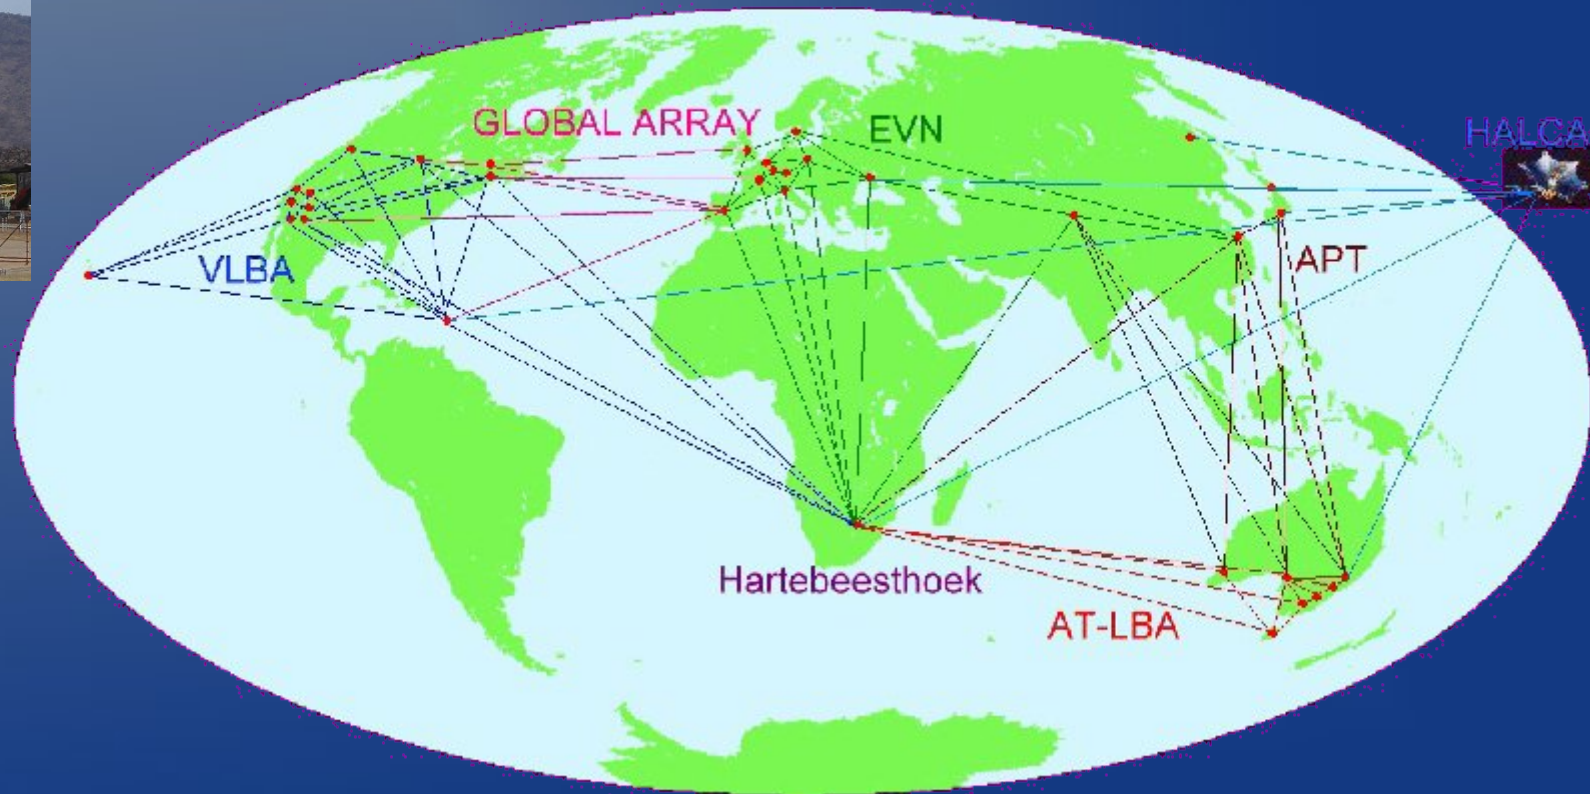 GLOBAL ARRAY
EVN
HALCA
VLBA
APT
Hartebeesthoek
AT-LBA